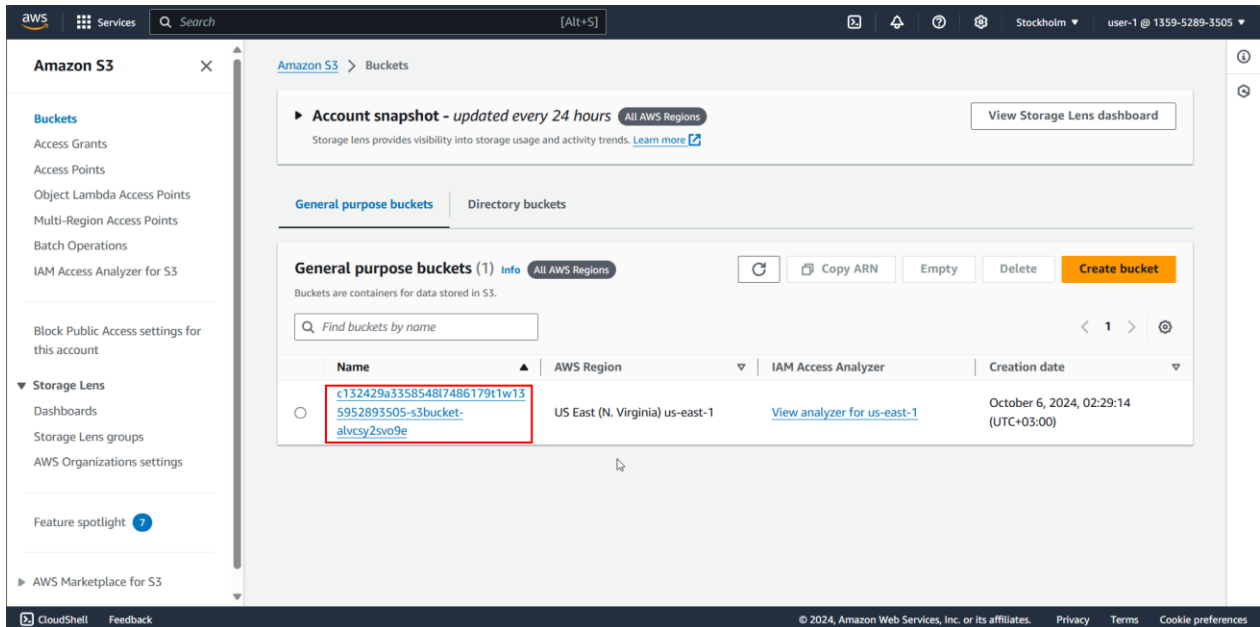 aws
Services
Search
[Alt+S]
Stockholm
user-1 @ 1359-5289-3505
Amazon S3
Buckets
Access Grants
Access Points
Object Lambda Access Points
Multi-Region Access Points
Batch Operations
IAM Access Analyzer for S3
Block Public Access settings for
this account
Storage Lens
Dashboards
Storage Lens groups
AWS Organizations settings
Feature spotlight 7
AWS Marketplace for S3
Amazon S3 > Buckets
Account snapshot - updated every 24 hours All AWS Regions
Storage lens provides visibility into storage usage and activity trends. Learn more
View Storage Lens dashboard
General purpose buckets
Directory buckets
General purpose buckets (1) Info All AWS Regions
Buckets are containers for data stored in S3.
Copy ARN
Empty
Delete
Create bucket
Find buckets by name
1
Name
AWS Region
IAM Access Analyzer
Creation date
c132429a3358548l7486179t1w13
5952893505-s3bucket-
alvcsy2svo9e
US East (N. Virginia) us-east-1
View analyzer for us-east-1
October 6, 2024, 02:29:14
(UTC+03:00)
CloudShell
Feedback
© 2024, Amazon Web Services, Inc. or its affiliates.
Privacy
Terms
Cookie preferences